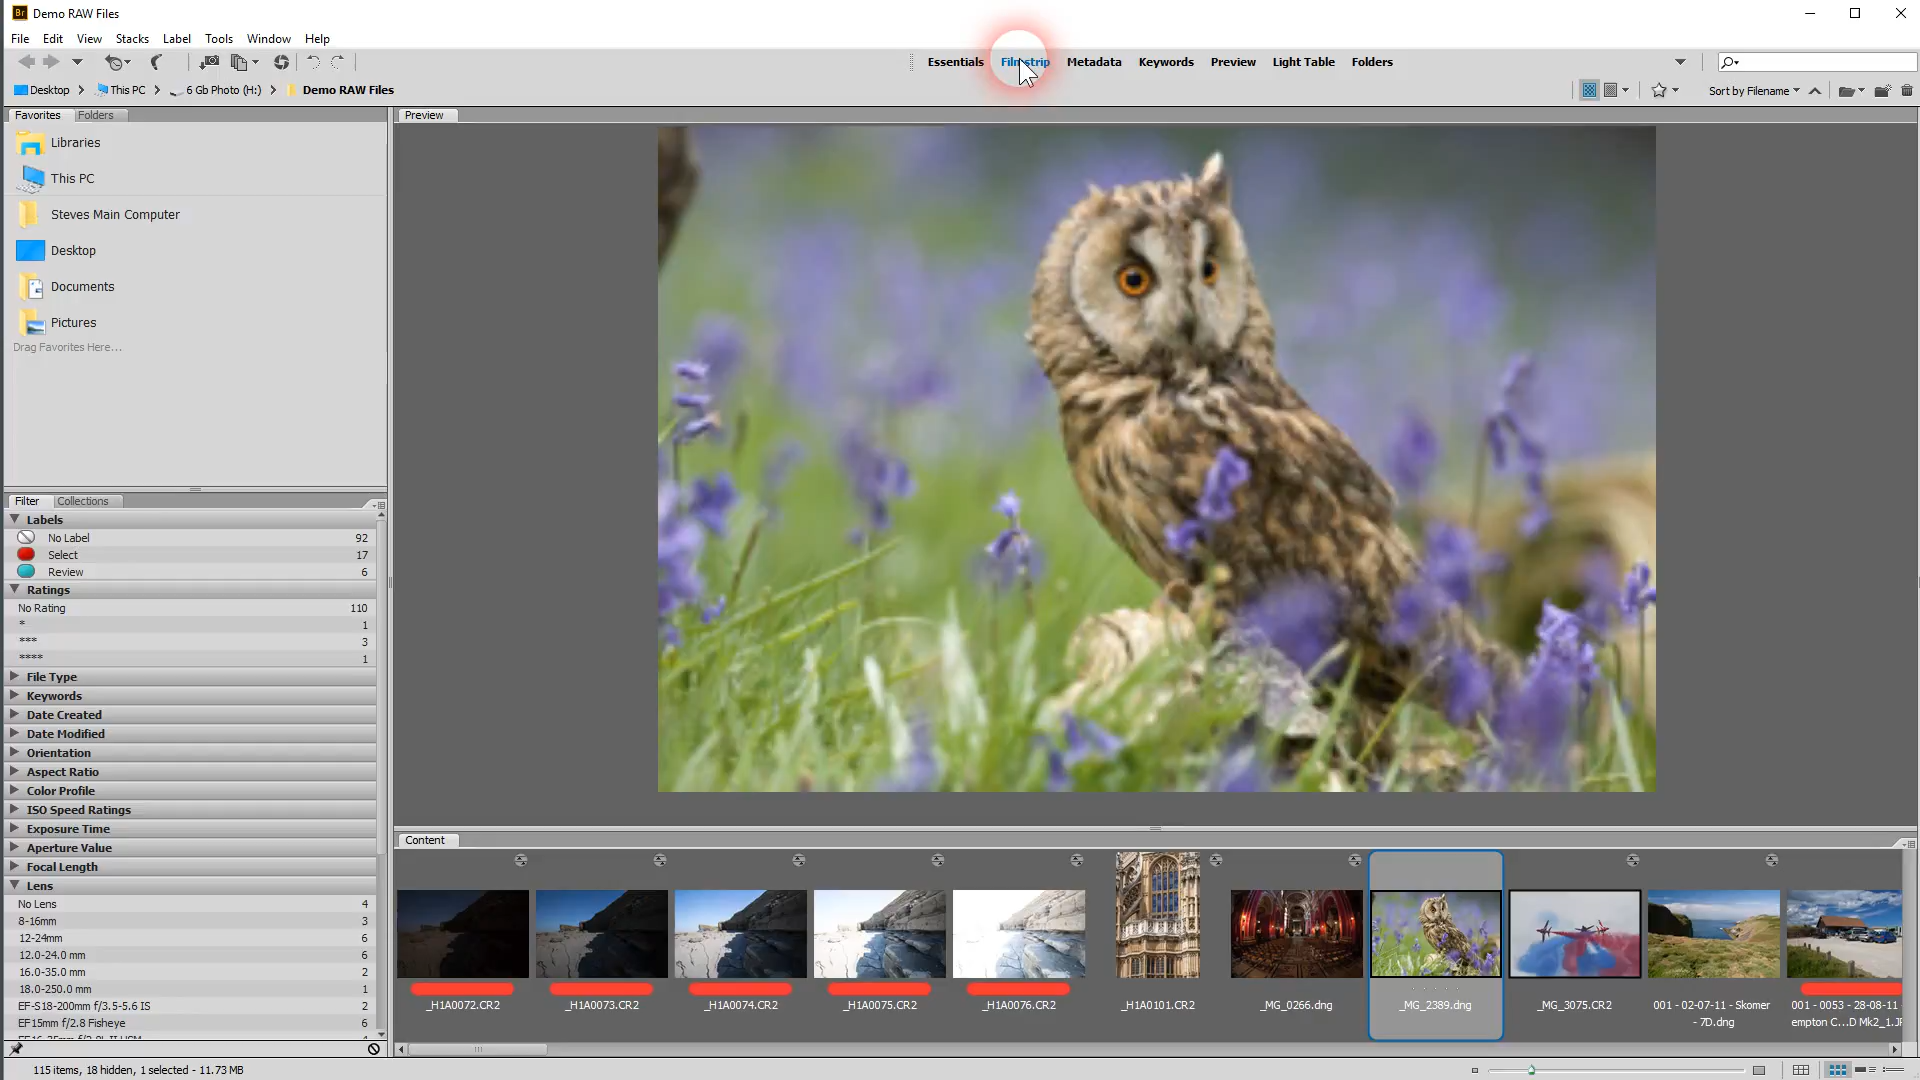 Br Demo RAW Files
File Edit View Stacks Label Tools Window Help
Essentials Filmstrip Metadata Keywords Preview Light Table Folders
Desktop This PC 6 Gb Photo (H:) Demo RAW Files
Sort by Filename
Favorites Folders
Preview
Libraries
This PC
Steves Main Computer
Desktop
Documents
Pictures
Drag Favorites Here...
Filter Collections
Labels
No Label 92
Select 17
Review 6
Ratings
No Rating 110
* 1
*** 3
**** 1
File Type
Keywords
Date Created
Date Modified
Orientation
Aspect Ratio
Color Profile
ISO Speed Ratings
Exposure Time
Aperture Value
Focal Length
Lens
No Lens 4
8-16mm 3
12-24mm 6
12.0-24.0 mm 6
16.0-35.0 mm 2
18.0-250.0 mm 1
EF-S18-200mm f/3.5-5.6 IS 2
EF15mm f/2.8 Fisheye 6
Content
_H1A0072.CR2
_H1A0073.CR2
_H1A0074.CR2
_H1A0075.CR2
_H1A0076.CR2
_H1A0101.CR2
_MG_0266.dng
_MG_2389.dng
_MG_3075.CR2
001 - 02-07-11 - Skomer
- 7D.dng
001 - 0053 - 28-08-11
empton C...D Mk2_1.JP
115 items, 18 hidden, 1 selected - 11.73 MB